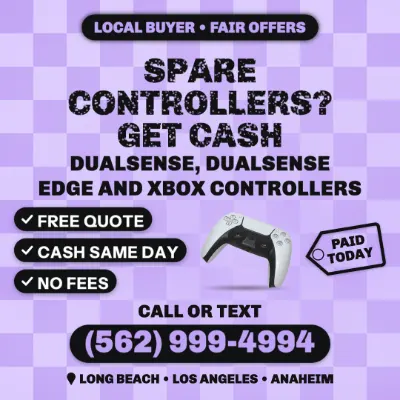 LOCAL BUYER • FAIR OFFERS
SPARE
CONTROLLERS?
GET CASH
DUALSENSE, DUALSENSE
EDGE AND XBOX CONTROLLERS
✓ FREE QUOTE
✓ CASH SAME DAY
✓ NO FEES
PAID
TODAY
CALL OR TEXT
(562) 999-4994
LONG BEACH • LOS ANGELES • ANAHEIM